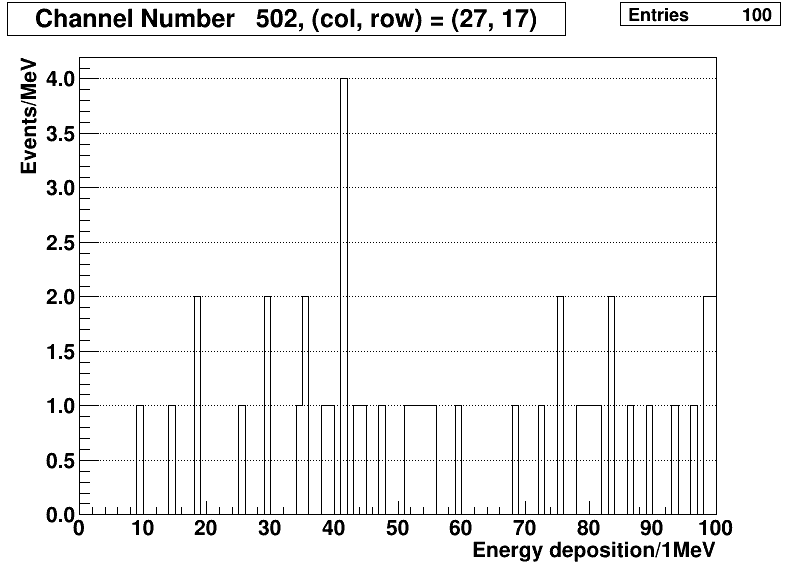 Channel Number 502, (col, row) = (27, 17)
Entries 100
Events/MeV
4.0
3.5
3.0
2.5
2.0
1.5
1.0
0.5
0.0
0 10 20 30 40 50 60 70 80 90 100
Energy deposition/1MeV